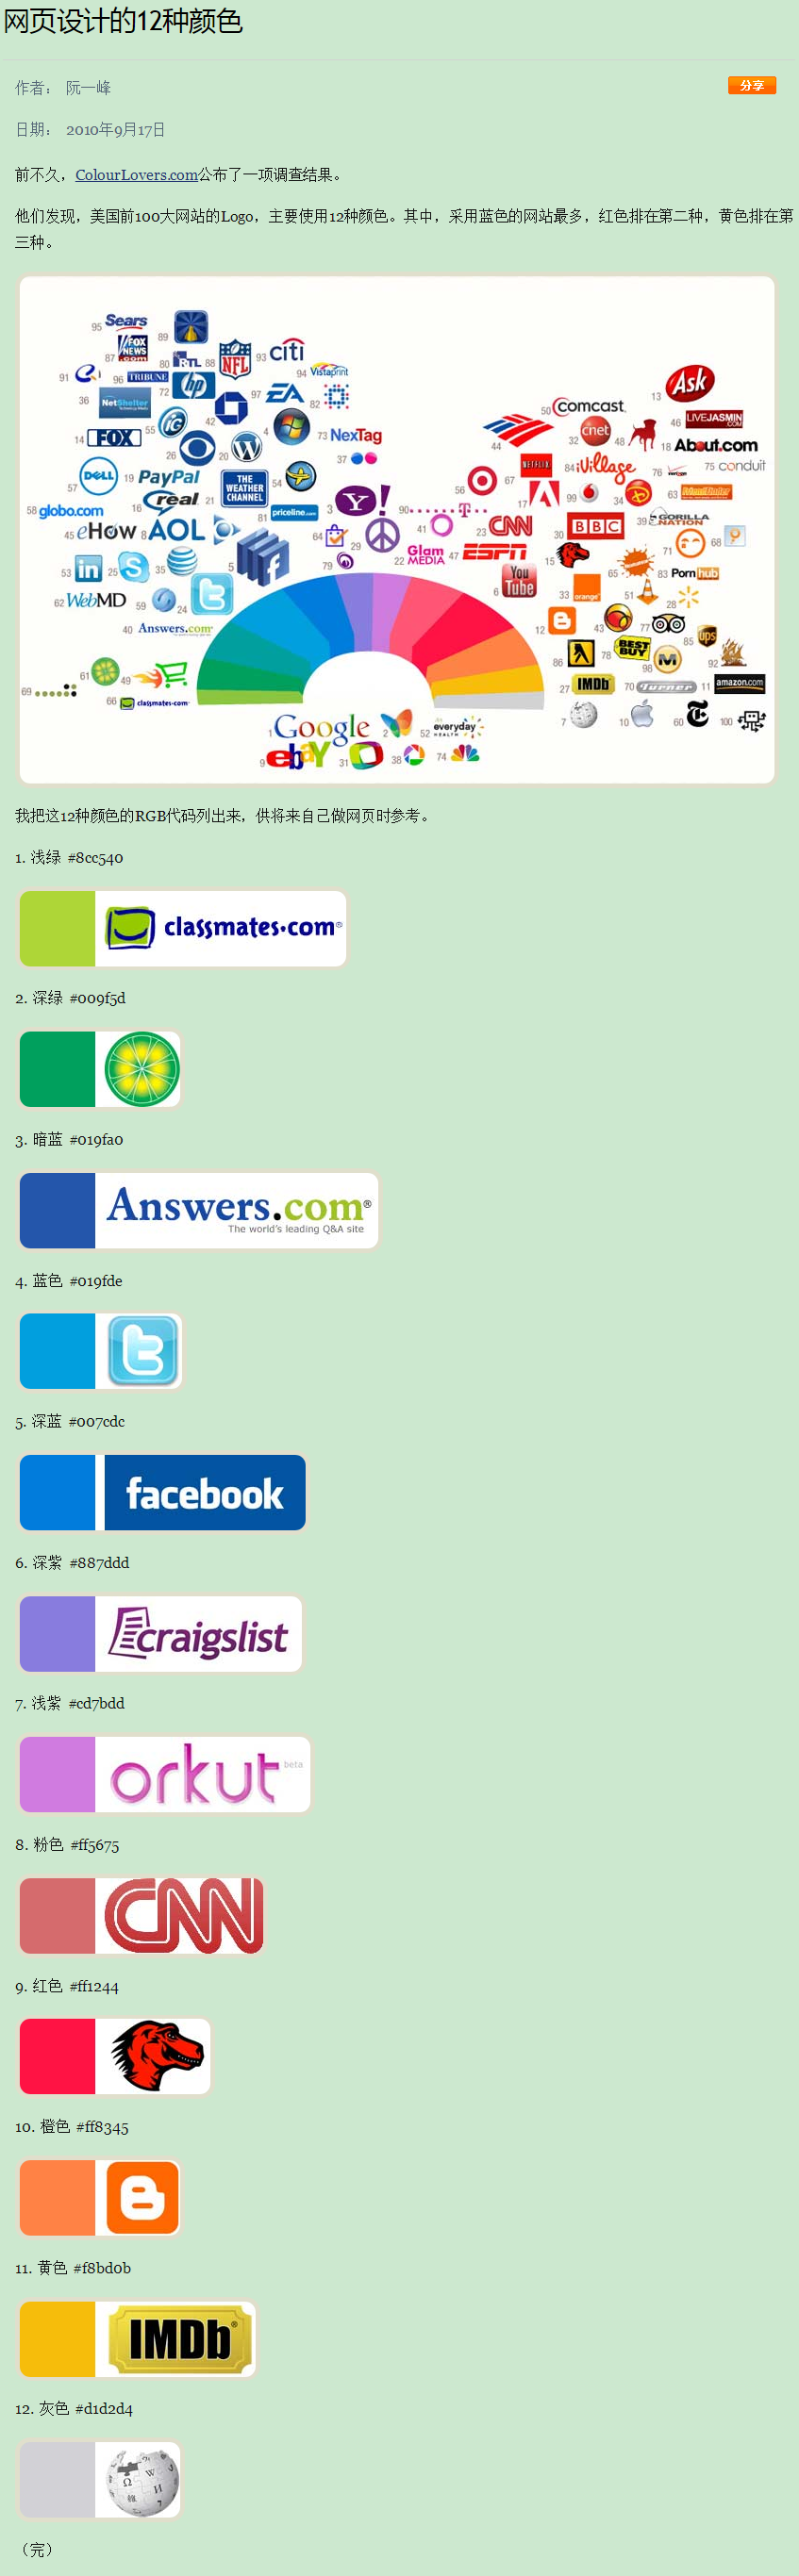 网页设计的12种颜色
作者： 阮一峰
分享
日期： 2010年9月17日
前不久，ColourLovers.com公布了一项调查结果。
他们发现，美国前100大网站的Logo，主要使用12种颜色。其中，采用蓝色的网站最多，红色排在第二种，黄色排在第
三种。
95 Sears
89
87 FOX NEWS .com
80 RTL
88 NFL
93 citi
94 Vistaprint
91
96 TRIBUNE
72 hp
97 EA
82
36 NetShelter
55
42
14 FOX
26
20
73 NexTag
37
57 DELL
19 PayPal
21 THE WEATHER CHANNEL
54
58 globo.com
16 real
81 priceline.com
3 Y!
45 eHow
8 AOL
64
29
53 in
25
35
5 f
79
62 WebMD
59
24 t
40 Answers.com
61
49
69
66 classmates.com
13 Ask
50 comcast
44
32 cnet
48
46 LIVEJASMIN .COM
18 About.com
67 NETFLIX
84 iVillage
76
75 conduit
56
17
99
34
63
90 T
41
23 CNN
30 BBC
39 GORILLA NATION
22 Glam MEDIA
47 ESPN
15
71
68
6 You Tube
65
83 Porn hub
33 orange
51
28
12
43
77
85 ups
86
78 BEST BUY
98
92
27 IMDb
70 Turner
11 amazon.com
7
10
60
100
1 Google
2
52 everyday HEALTH
9 ebaY
31
38
74
我把这12种颜色的RGB代码列出来，供将来自己做网页时参考。
1. 浅绿 #8cc540
classmates.com®
2. 深绿 #009f5d
3. 暗蓝 #019fa0
Answers.com®
The world's leading Q&A site
4. 蓝色 #019fde
t
5. 深蓝 #007cdc
facebook
6. 深紫 #887ddd
craigslist
7. 浅紫 #cd7bdd
orkut beta
8. 粉色 #ff5675
CNN
9. 红色 #ff1244
10. 橙色 #ff8345
11. 黄色 #f8bd0b
IMDb®
12. 灰色 #d1d2d4
（完）